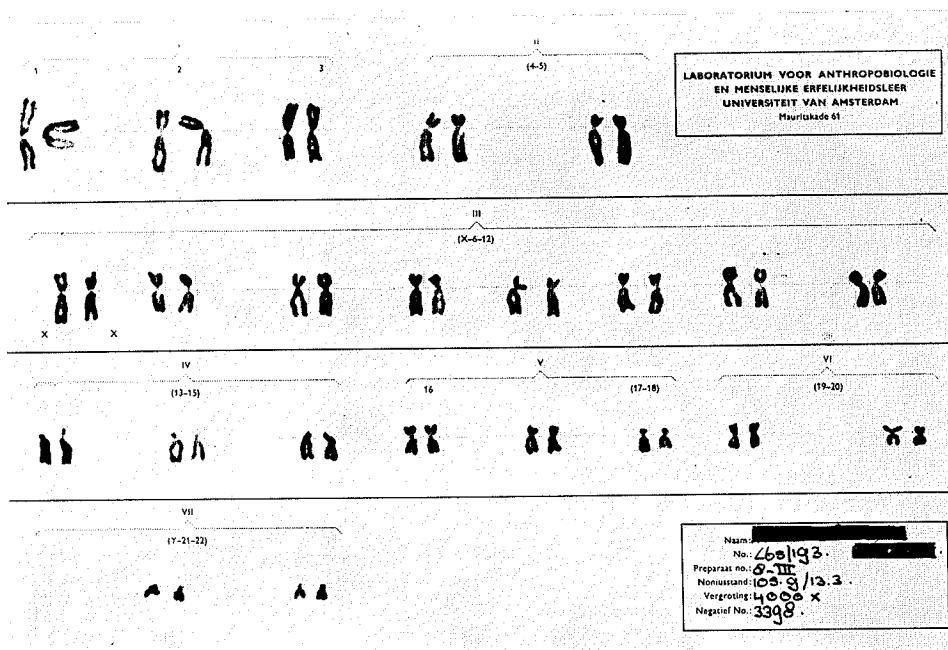 I
II
1 2 3 (4-5)
LABORATORIUM VOOR ANTHROPOBIOLOGIE
EN MENSELIJKE ERFELIJKHEIDSLEER
UNIVERSITEIT VAN AMSTERDAM
Mauritskade 61
III
(X-6-12)
X X
IV V VI
(13-15) 16 (17-18) (19-20)
VII
(Y-21-22)
Naam:
No.:
Preparaat no.: 8-III
Noniusstand: 109.9/13.3.
Vergroting: 4000 x
Negatief No.: 3398.